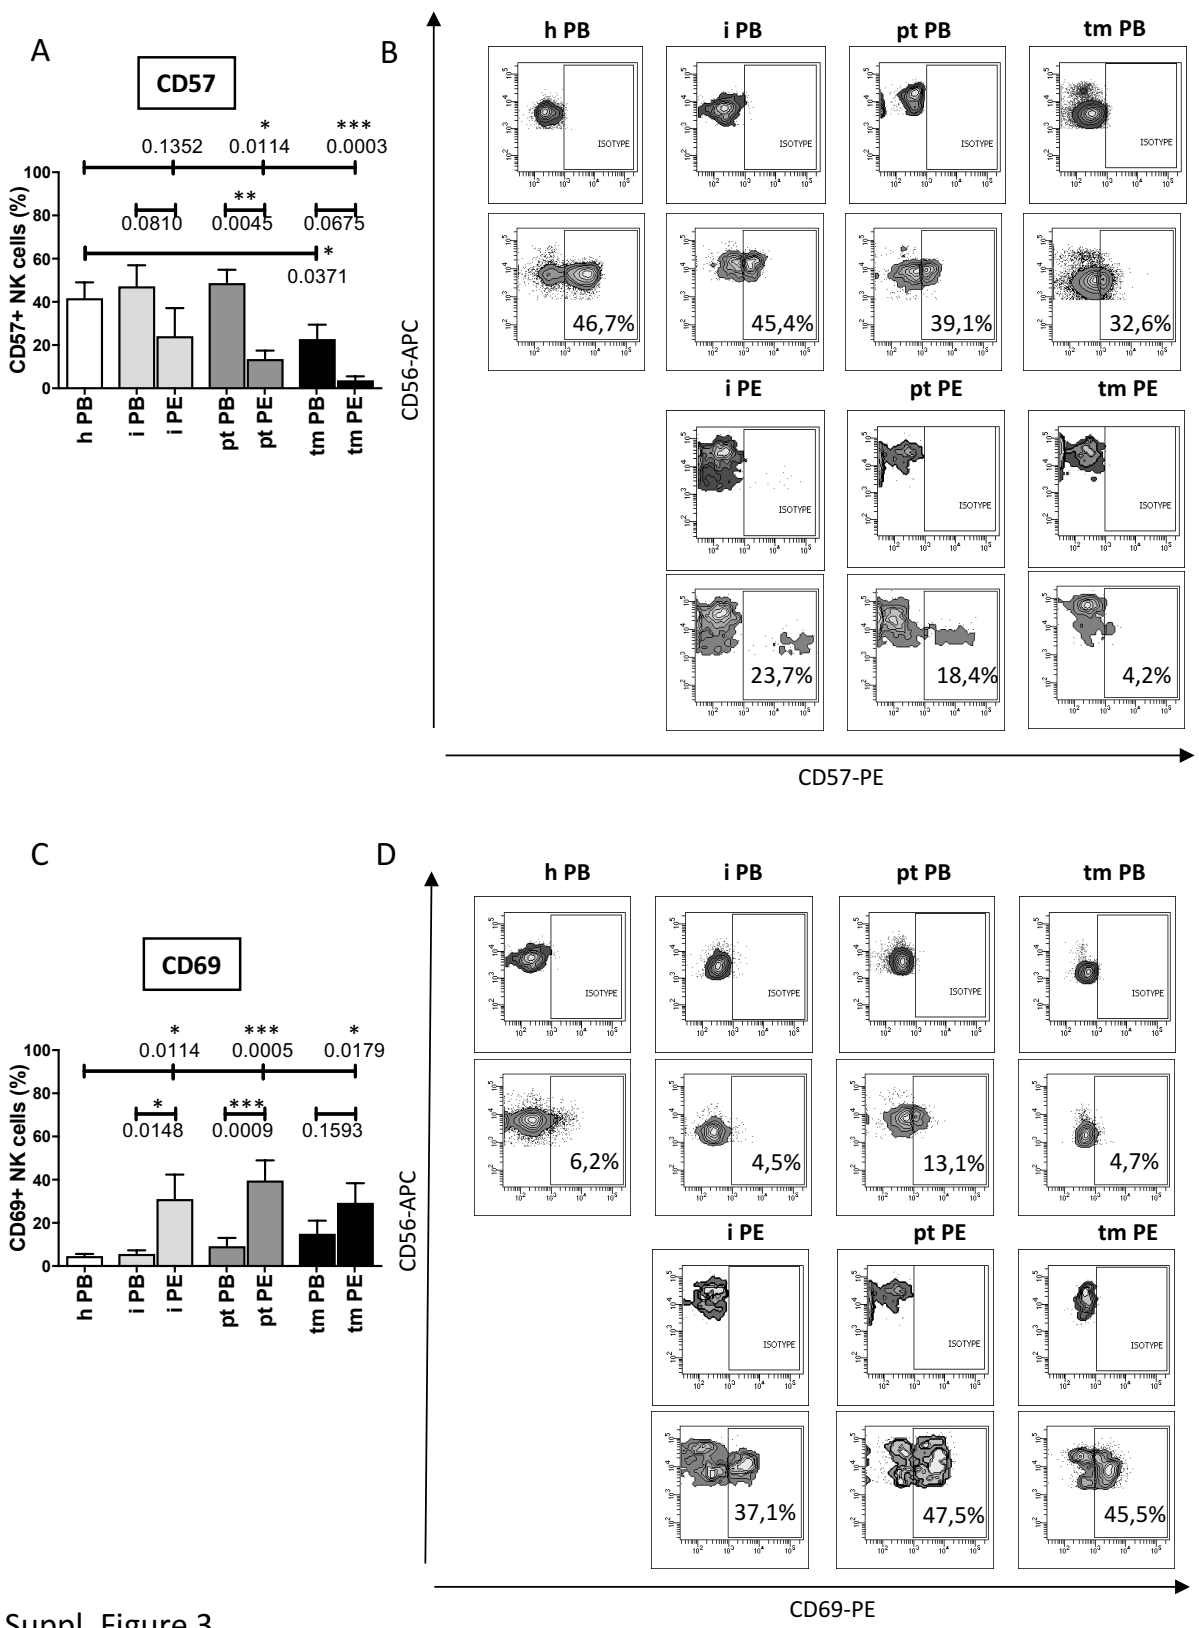 A
CD57
* ***
0.1352 0.0114 0.0003
**
0.0810 0.0045 0.0675
*
0.0371
CD57+ NK cells (%)
100
80
60
40
20
0
h PB i PB i PE pt PB pt PE tm PB tm PE
B
h PB i PB pt PB tm PB
ISOTYPE ISOTYPE ISOTYPE ISOTYPE
46,7% 45,4% 39,1% 32,6%
i PE pt PE tm PE
ISOTYPE ISOTYPE ISOTYPE
23,7% 18,4% 4,2%
CD56-APC
CD57-PE
C
CD69
* *** *
0.0114 0.0005 0.0179
* ***
0.0148 0.0009 0.1593
CD69+ NK cells (%)
100
80
60
40
20
0
h PB i PB i PE pt PB pt PE tm PB tm PE
D
h PB i PB pt PB tm PB
ISOTYPE ISOTYPE ISOTYPE ISOTYPE
6,2% 4,5% 13,1% 4,7%
i PE pt PE tm PE
ISOTYPE ISOTYPE ISOTYPE
37,1% 47,5% 45,5%
CD56-APC
CD69-PE
Suppl. Figure 3